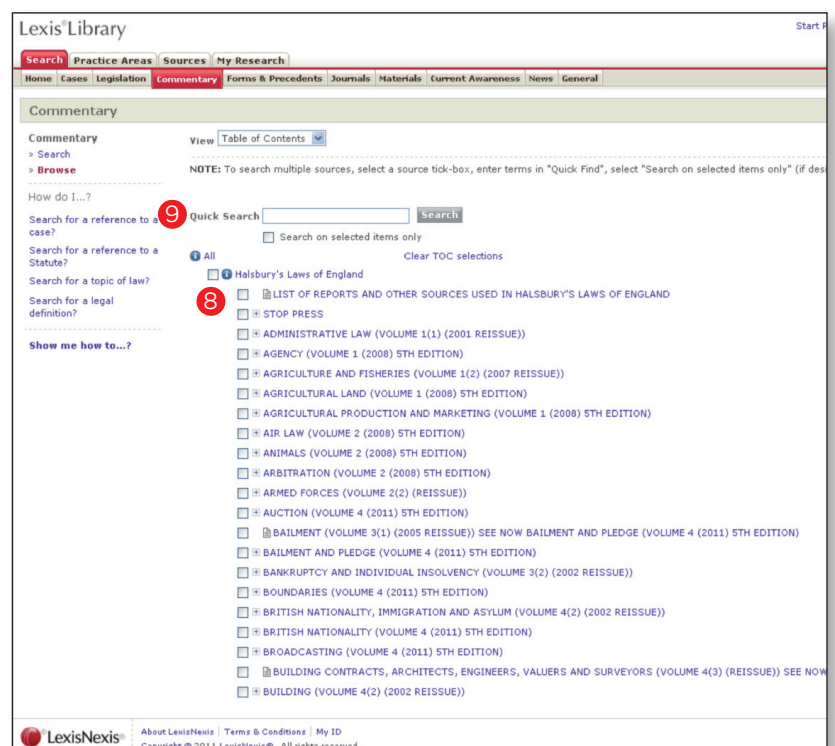 Lexis®Library
Start
Search Practice Areas Sources My Research
Home Cases Legislation Commentary Forms & Precedents Journals Materials Current Awareness News General
Commentary
Commentary
» Search
» Browse
How do I...?
Search for a reference to a case?
Search for a reference to a Statute?
Search for a topic of law?
Search for a legal definition?
Show me how to...?
View Table of Contents
NOTE: To search multiple sources, select a source tick-box, enter terms in "Quick Find", select "Search on selected items only" (if desi
9 Quick Search Search
Search on selected items only
All Clear TOC selections
Halsbury's Laws of England
8
LIST OF REPORTS AND OTHER SOURCES USED IN HALSBURY'S LAWS OF ENGLAND
STOP PRESS
ADMINISTRATIVE LAW (VOLUME 1(1) (2001 REISSUE))
AGENCY (VOLUME 1 (2008) 5TH EDITION)
AGRICULTURE AND FISHERIES (VOLUME 1(2) (2007 REISSUE))
AGRICULTURAL LAND (VOLUME 1 (2008) 5TH EDITION)
AGRICULTURAL PRODUCTION AND MARKETING (VOLUME 1 (2008) 5TH EDITION)
AIR LAW (VOLUME 2 (2008) 5TH EDITION)
ANIMALS (VOLUME 2 (2008) 5TH EDITION)
ARBITRATION (VOLUME 2 (2008) 5TH EDITION)
ARMED FORCES (VOLUME 2(2) (REISSUE))
AUCTION (VOLUME 4 (2011) 5TH EDITION)
BAILMENT (VOLUME 3(1) (2005 REISSUE)) SEE NOW BAILMENT AND PLEDGE (VOLUME 4 (2011) 5TH EDITION)
BAILMENT AND PLEDGE (VOLUME 4 (2011) 5TH EDITION)
BANKRUPTCY AND INDIVIDUAL INSOLVENCY (VOLUME 3(2) (2002 REISSUE))
BOUNDARIES (VOLUME 4 (2011) 5TH EDITION)
BRITISH NATIONALITY, IMMIGRATION AND ASYLUM (VOLUME 4(2) (2002 REISSUE))
BRITISH NATIONALITY (VOLUME 4 (2011) 5TH EDITION)
BROADCASTING (VOLUME 4 (2011) 5TH EDITION)
BUILDING CONTRACTS, ARCHITECTS, ENGINEERS, VALUERS AND SURVEYORS (VOLUME 4(3) (REISSUE)) SEE NOW
BUILDING (VOLUME 4(2) (2002 REISSUE))
LexisNexis®
About LexisNexis | Terms & Conditions | My ID
Copyright © 2011 LexisNexis®. All rights reserved